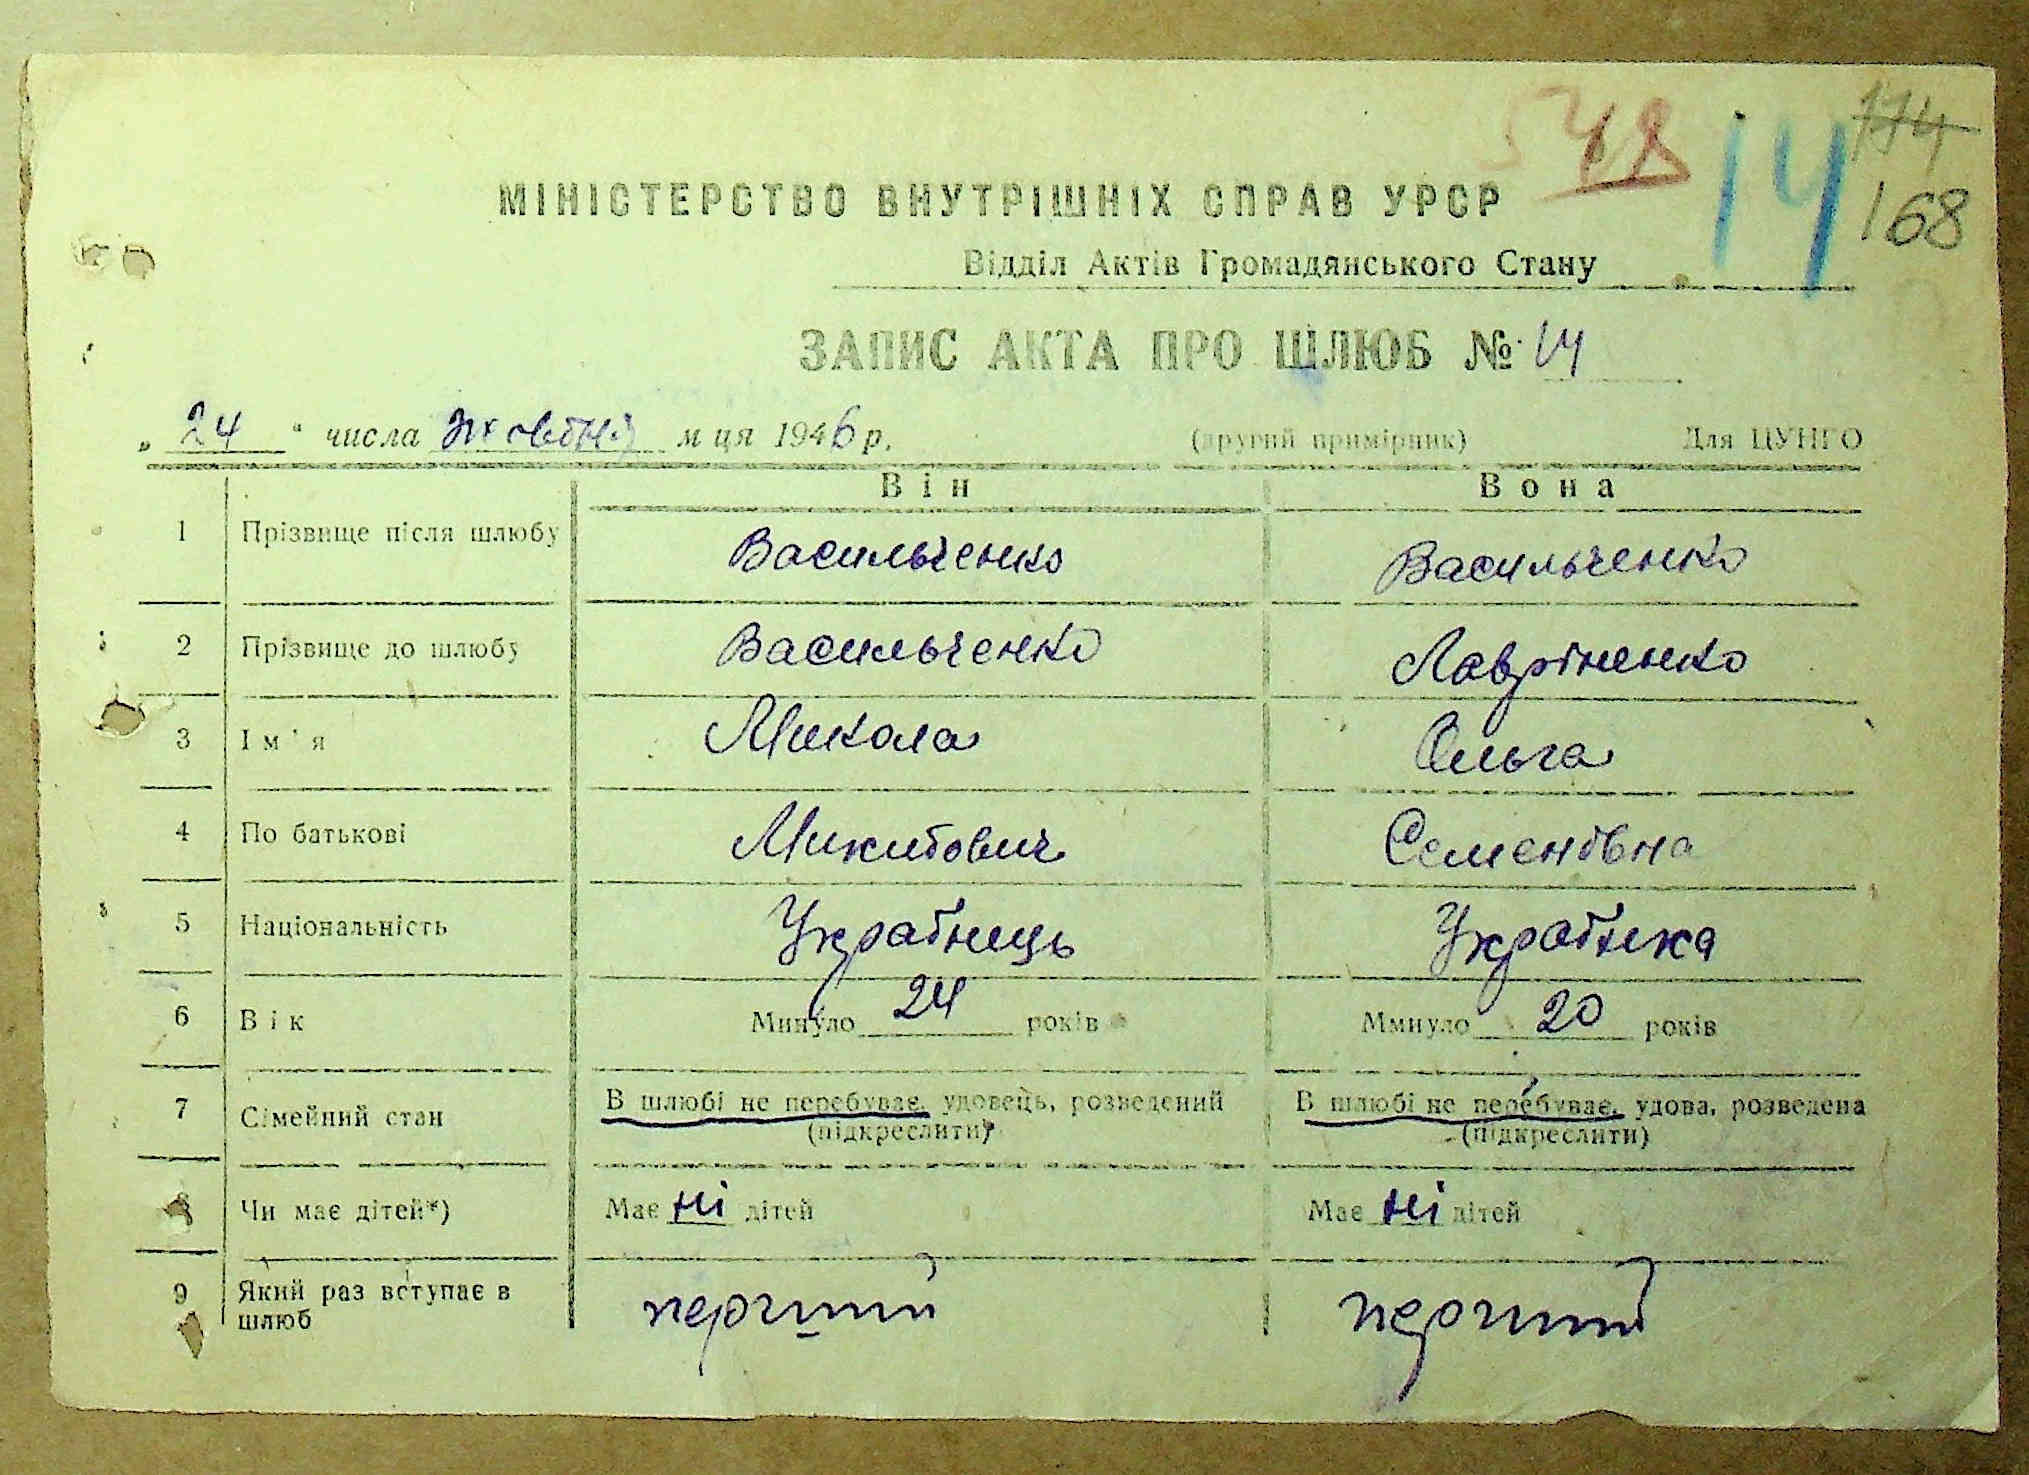 548 14 174
168
МІНІСТЕРСТВО ВНУТРІШНІХ СПРАВ УРСР
Відділ Актів Громадянського Стану
ЗАПИС АКТА ПРО ШЛЮБ № 14
„ 24 “ числа жовтня м ця 1946 р. (другий примірник) Для ЦУНГО
Він Вона
1 Прізвище після шлюбу Васильченко Васильченко
2 Прізвище до шлюбу Васильченко Лавріненко
3 Ім'я Микола Ольга
4 По батькові Микитович Семенівна
5 Національність Українець Українка
6 Вік Минуло 24 років Ммнуло 20 років
7 Сімейний стан В шлюбі не перебуває, удовець, розведений В шлюбі не перебуває, удова, розведена
(підкреслити) (підкреслити)
8 Чи має дітей*) Має ні дітей Має ні дітей
9 Який раз вступає в шлюб перший перший